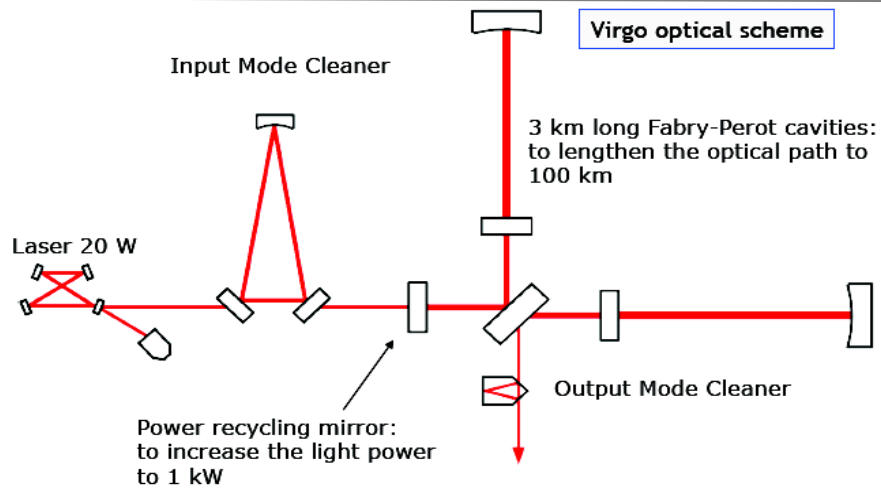 Virgo optical scheme
Input Mode Cleaner
3 km long Fabry-Perot cavities:
to lengthen the optical path to
100 km
Laser 20 W
Output Mode Cleaner
Power recycling mirror:
to increase the light power
to 1 kW